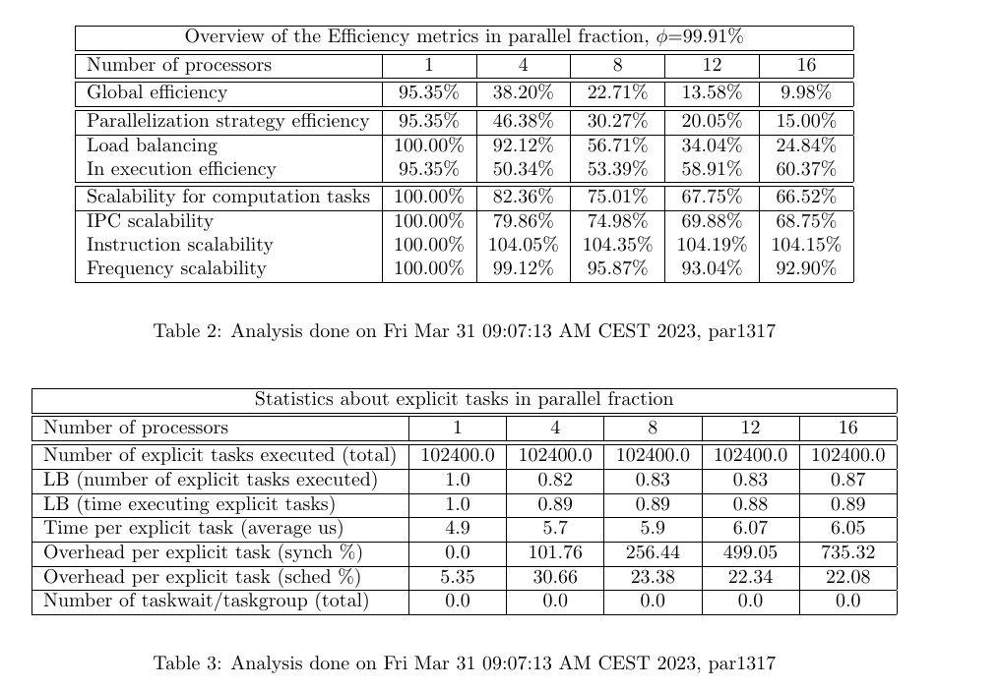 Overview of the Efficiency metrics in parallel fraction, ϕ=99.91%
Number of processors 1 4 8 12 16
Global efficiency 95.35% 38.20% 22.71% 13.58% 9.98%
Parallelization strategy efficiency 95.35% 46.38% 30.27% 20.05% 15.00%
Load balancing 100.00% 92.12% 56.71% 34.04% 24.84%
In execution efficiency 95.35% 50.34% 53.39% 58.91% 60.37%
Scalability for computation tasks 100.00% 82.36% 75.01% 67.75% 66.52%
IPC scalability 100.00% 79.86% 74.98% 69.88% 68.75%
Instruction scalability 100.00% 104.05% 104.35% 104.19% 104.15%
Frequency scalability 100.00% 99.12% 95.87% 93.04% 92.90%
Table 2: Analysis done on Fri Mar 31 09:07:13 AM CEST 2023, par1317
Statistics about explicit tasks in parallel fraction
Number of processors 1 4 8 12 16
Number of explicit tasks executed (total) 102400.0 102400.0 102400.0 102400.0 102400.0
LB (number of explicit tasks executed) 1.0 0.82 0.83 0.83 0.87
LB (time executing explicit tasks) 1.0 0.89 0.89 0.88 0.89
Time per explicit task (average us) 4.9 5.7 5.9 6.07 6.05
Overhead per explicit task (synch %) 0.0 101.76 256.44 499.05 735.32
Overhead per explicit task (sched %) 5.35 30.66 23.38 22.34 22.08
Number of taskwait/taskgroup (total) 0.0 0.0 0.0 0.0 0.0
Table 3: Analysis done on Fri Mar 31 09:07:13 AM CEST 2023, par1317